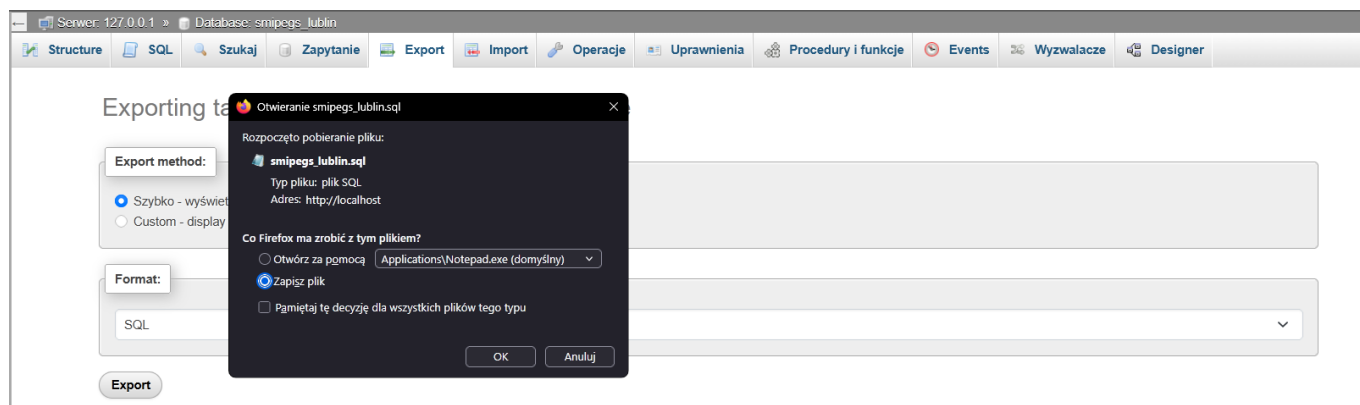 Serwer: 127.0.0.1 » Database: smipegs_lublin
Structure SQL Szukaj Zapytanie Export Import Operacje Uprawnienia Procedury i funkcje Events Wyzwalacze Designer
Exporting ta
Otwieranie smipegs_lublin.sql
Rozpoczęto pobieranie pliku:
smipegs_lublin.sql
Typ pliku: plik SQL
Adres: http://localhost
Co Firefox ma zrobić z tym plikiem?
Otwórz za pomocą Applications\Notepad.exe (domyślny)
Zapisz plik
Pamiętaj tę decyzję dla wszystkich plików tego typu
OK Anuluj
Export method:
Szybko - wyświet
Custom - display
Format:
SQL
Export